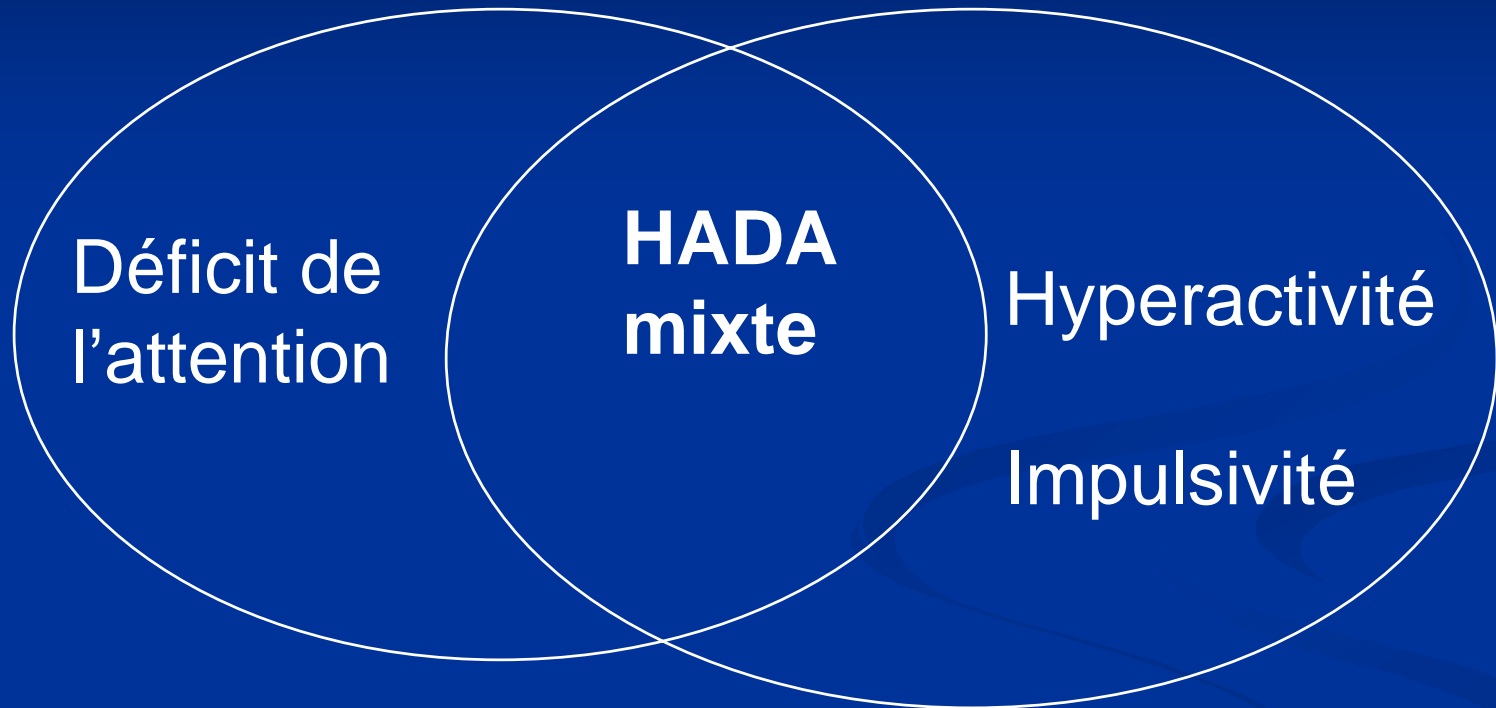 Déficit de
l’attention
HADA
mixte
Hyperactivité
Impulsivité